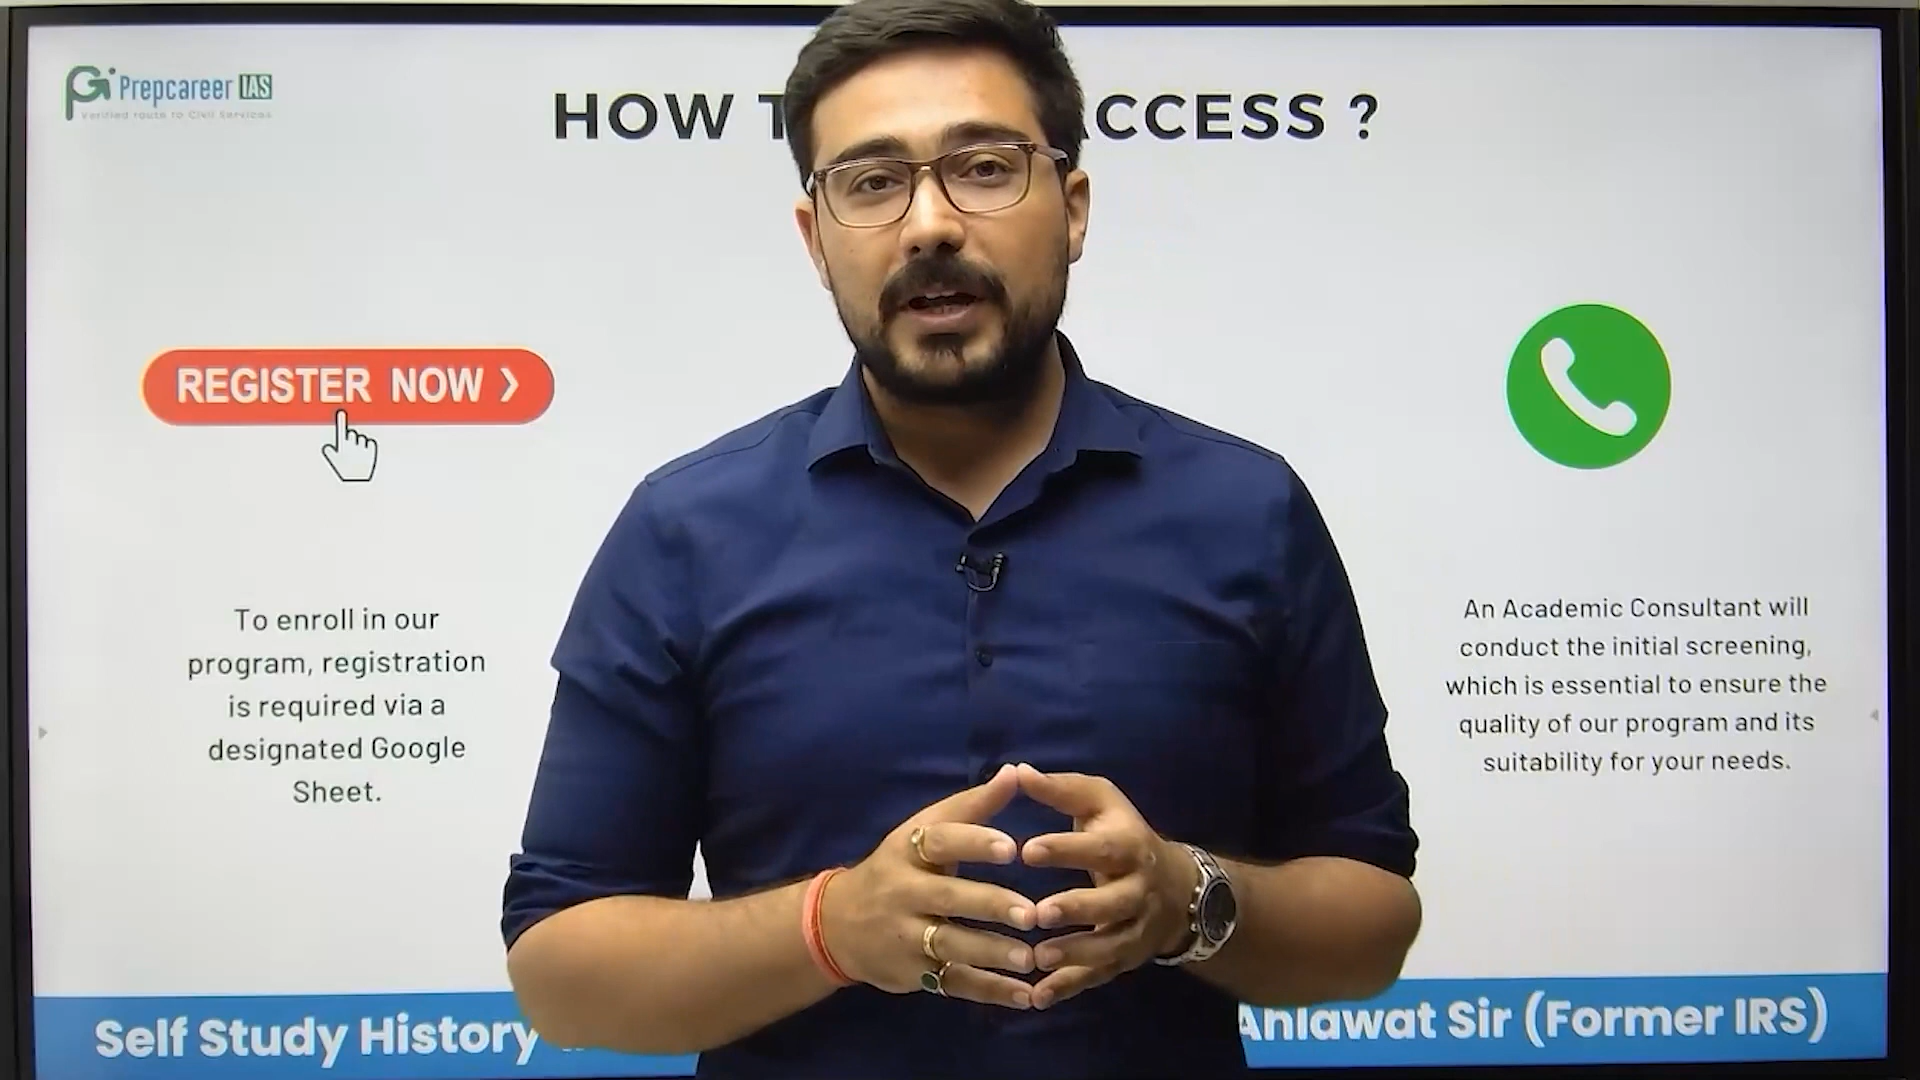 Prepcareer IAS
Verified route to Civil Services
HOW T CCESS ?
REGISTER NOW
To enroll in our
program, registration
is required via a
designated Google
Sheet.
An Academic Consultant will
conduct the initial screening,
which is essential to ensure the
quality of our program and its
suitability for your needs.
Self Study History Ahlawat Sir (Former IRS)